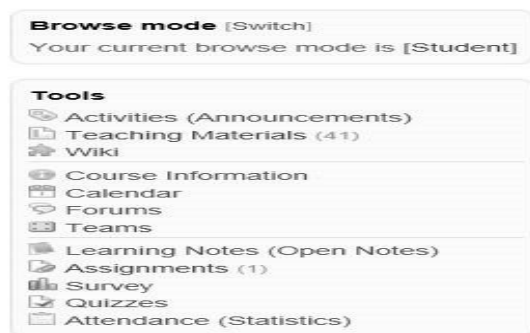 Browse mode [Switch]
Your current browse mode is [Student]
Tools
Activities (Announcements)
Teaching Materials (41)
Wiki
Course Information
Calendar
Forums
Teams
Learning Notes (Open Notes)
Assignments (1)
Survey
Quizzes
Attendance (Statistics)